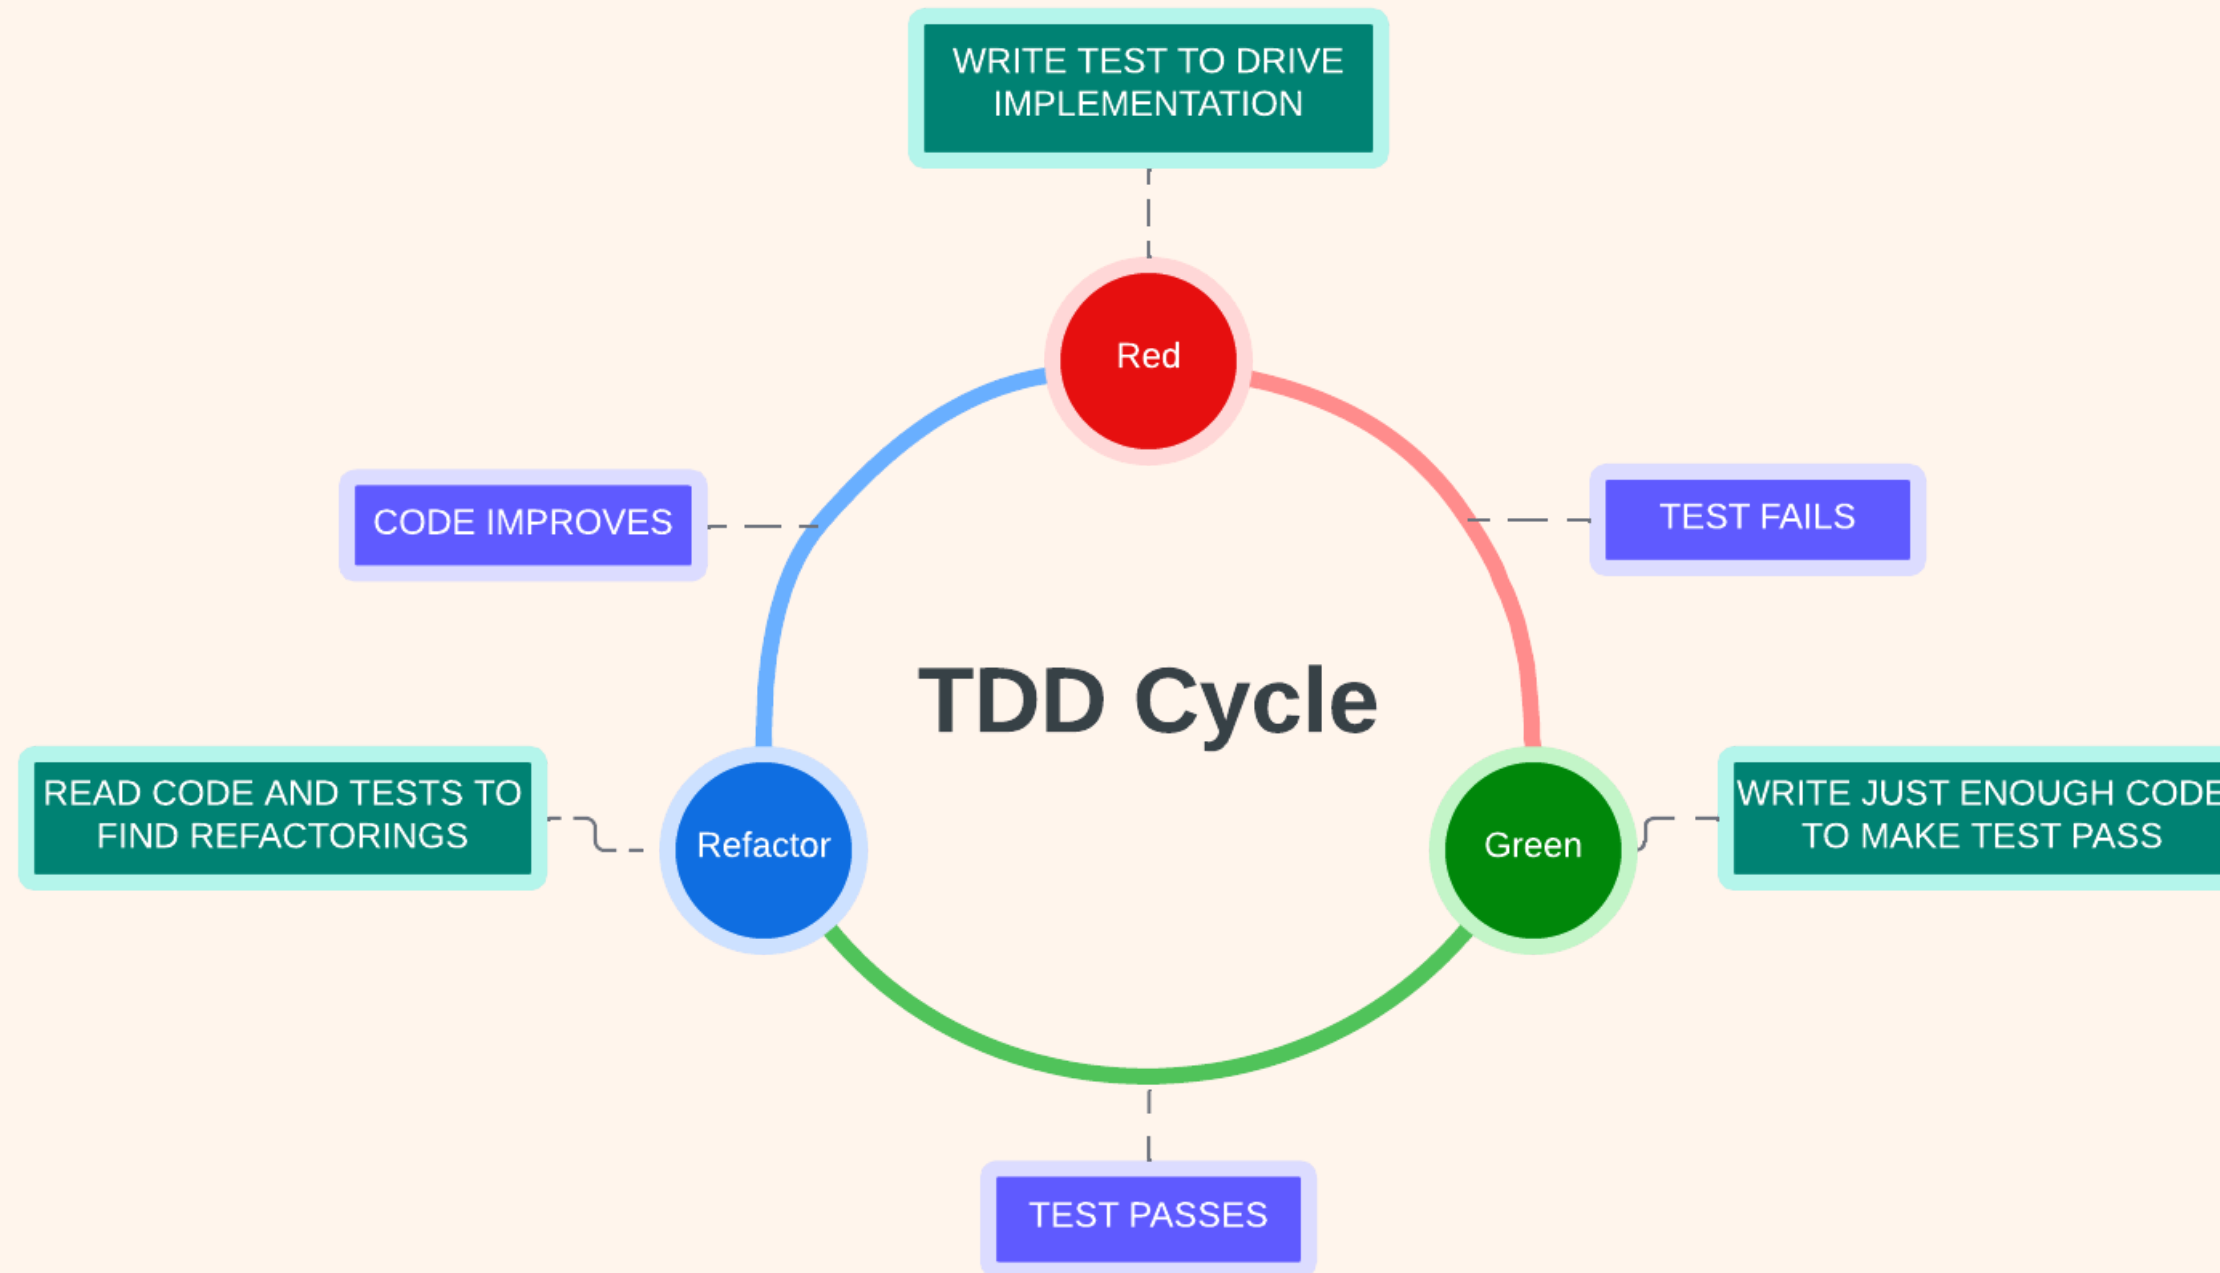 WRITE TEST TO DRIVE
IMPLEMENTATION
Red
CODE IMPROVES
TEST FAILS
TDD Cycle
READ CODE AND TESTS TO
FIND REFACTORINGS
Refactor
Green
WRITE JUST ENOUGH CODE
TO MAKE TEST PASS
TEST PASSES